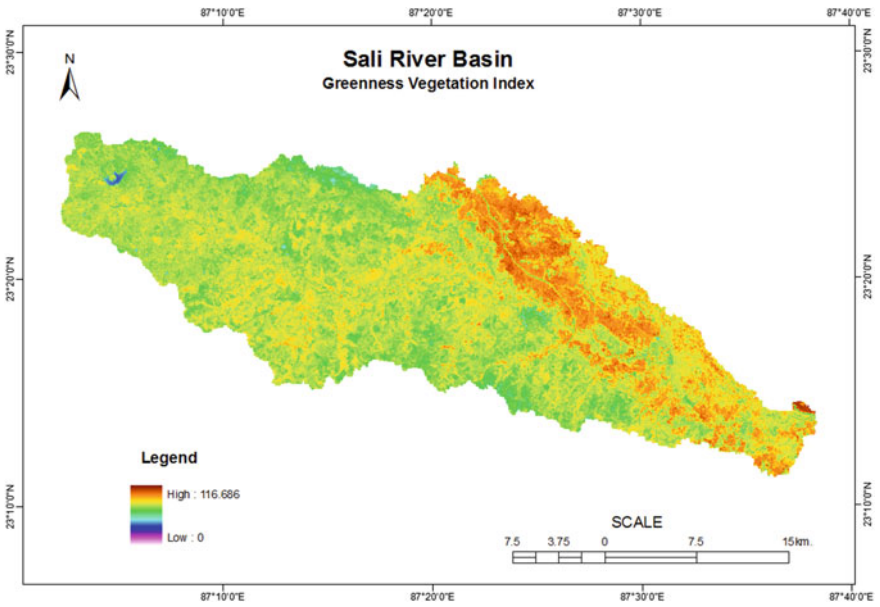 87°10'0"E 87°20'0"E 87°30'0"E 87°40'0"E
23°30'0"N 23°30'0"N
N
Sali River Basin
Greenness Vegetation Index
23°20'0"N 23°20'0"N
Legend
High : 116.686
Low : 0
23°10'0"N 23°10'0"N
SCALE
7.5 3.75 0 7.5 15km.
87°10'0"E 87°20'0"E 87°30'0"E 87°40'0"E